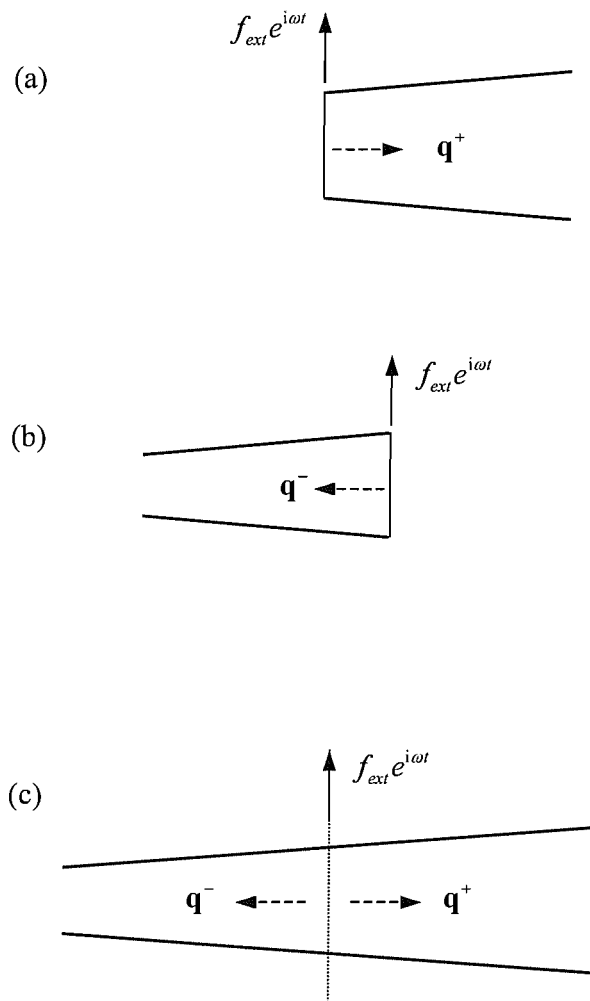 f_ext e^{iωt}
(a)
q⁺
f_ext e^{iωt}
(b)
q⁻
f_ext e^{iωt}
(c)
q⁻ q⁺